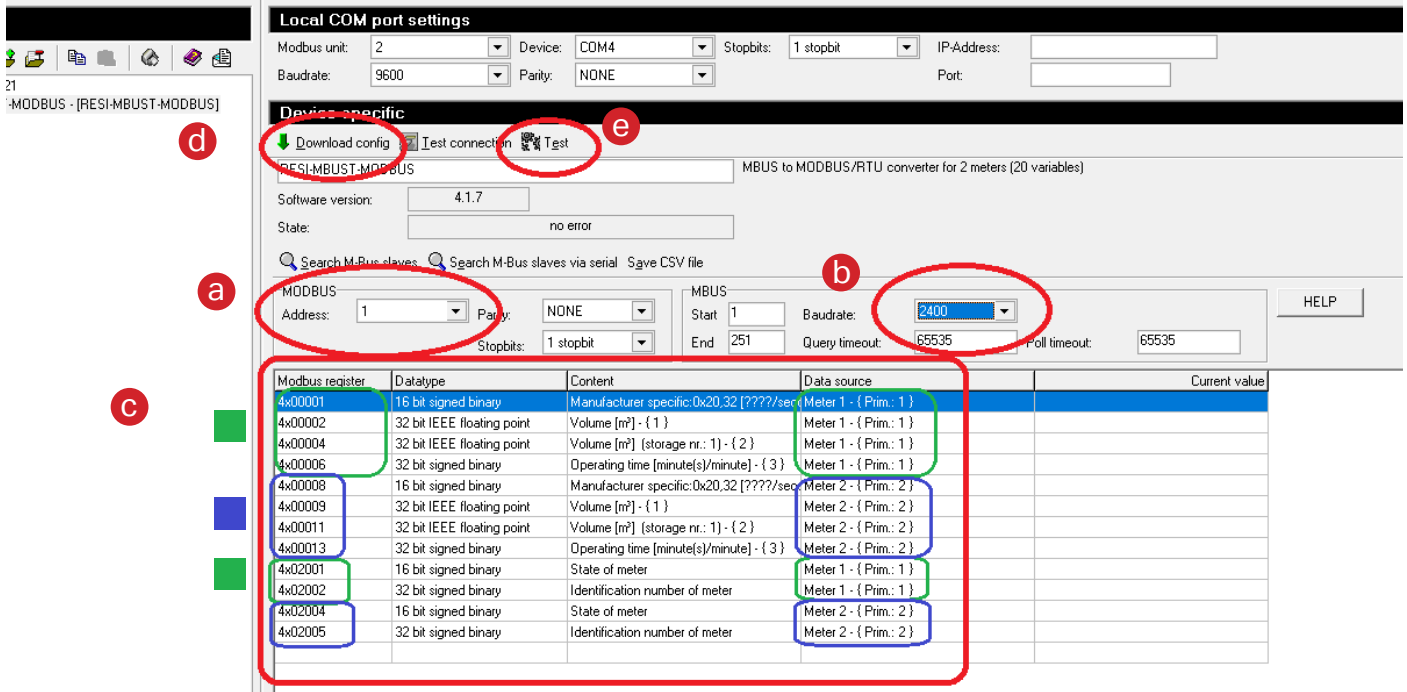 Local COM port settings
Modbus unit: 2 Device: COM4 Stopbits: 1 stopbit IP-Address:
Baudrate: 9600 Parity: NONE Port:
21
-MODBUS - [RESI-MBUST-MODBUS]
Device specific
d e
Download config Test connection Test
RESI-MBUST-MODBUS MBUS to MODBUS/RTU converter for 2 meters (20 variables)
Software version: 4.1.7
State: no error
Search M-Bus slaves Search M-Bus slaves via serial Save CSV file
a b
MODBUS MBUS
Address: 1 Parity: NONE Start 1 Baudrate: 2400 HELP
Stopbits: 1 stopbit End 251 Query timeout: 65535 Poll timeout: 65535
c
Modbus register Datatype Content Data source Current value
4x00001 16 bit signed binary Manufacturer specific:0x20,32 [????/sec Meter 1 - { Prim.: 1 }
4x00002 32 bit IEEE floating point Volume [m³] - { 1 } Meter 1 - { Prim.: 1 }
4x00004 32 bit IEEE floating point Volume [m³] (storage nr.: 1) - { 2 } Meter 1 - { Prim.: 1 }
4x00006 32 bit signed binary Operating time [minute(s)/minute] - { 3 } Meter 1 - { Prim.: 1 }
4x00008 16 bit signed binary Manufacturer specific:0x20,32 [????/sec Meter 2 - { Prim.: 2 }
4x00009 32 bit IEEE floating point Volume [m³] - { 1 } Meter 2 - { Prim.: 2 }
4x00011 32 bit IEEE floating point Volume [m³] (storage nr.: 1) - { 2 } Meter 2 - { Prim.: 2 }
4x00013 32 bit signed binary Operating time [minute(s)/minute] - { 3 } Meter 2 - { Prim.: 2 }
4x02001 16 bit signed binary State of meter Meter 1 - { Prim.: 1 }
4x02002 32 bit signed binary Identification number of meter Meter 1 - { Prim.: 1 }
4x02004 16 bit signed binary State of meter Meter 2 - { Prim.: 2 }
4x02005 32 bit signed binary Identification number of meter Meter 2 - { Prim.: 2 }